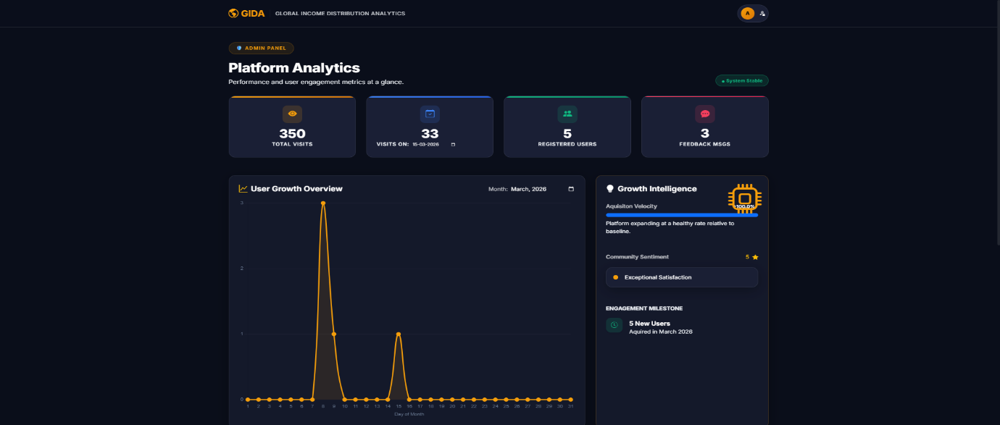 GIDA GLOBAL INCOME DISTRIBUTION ANALYTICS
A
ADMIN PANEL
Platform Analytics
Performance and user engagement metrics at a glance.
System Stable
350
TOTAL VISITS
33
VISITS ON: 15-03-2026
5
REGISTERED USERS
3
FEEDBACK MSGS
User Growth Overview
Month: March, 2026
3
2
1
0
1 2 3 4 5 6 7 8 9 10 11 12 13 14 15 16 17 18 19 20 21 22 23 24 25 26 27 28 29 30 31
Day of Month
Growth Intelligence
Aquisiton Velocity
+100.0%
Platform expanding at a healthy rate relative to
baseline.
Community Sentiment
5
Exceptional Satisfaction
ENGAGEMENT MILESTONE
5 New Users
Aquired in March 2026